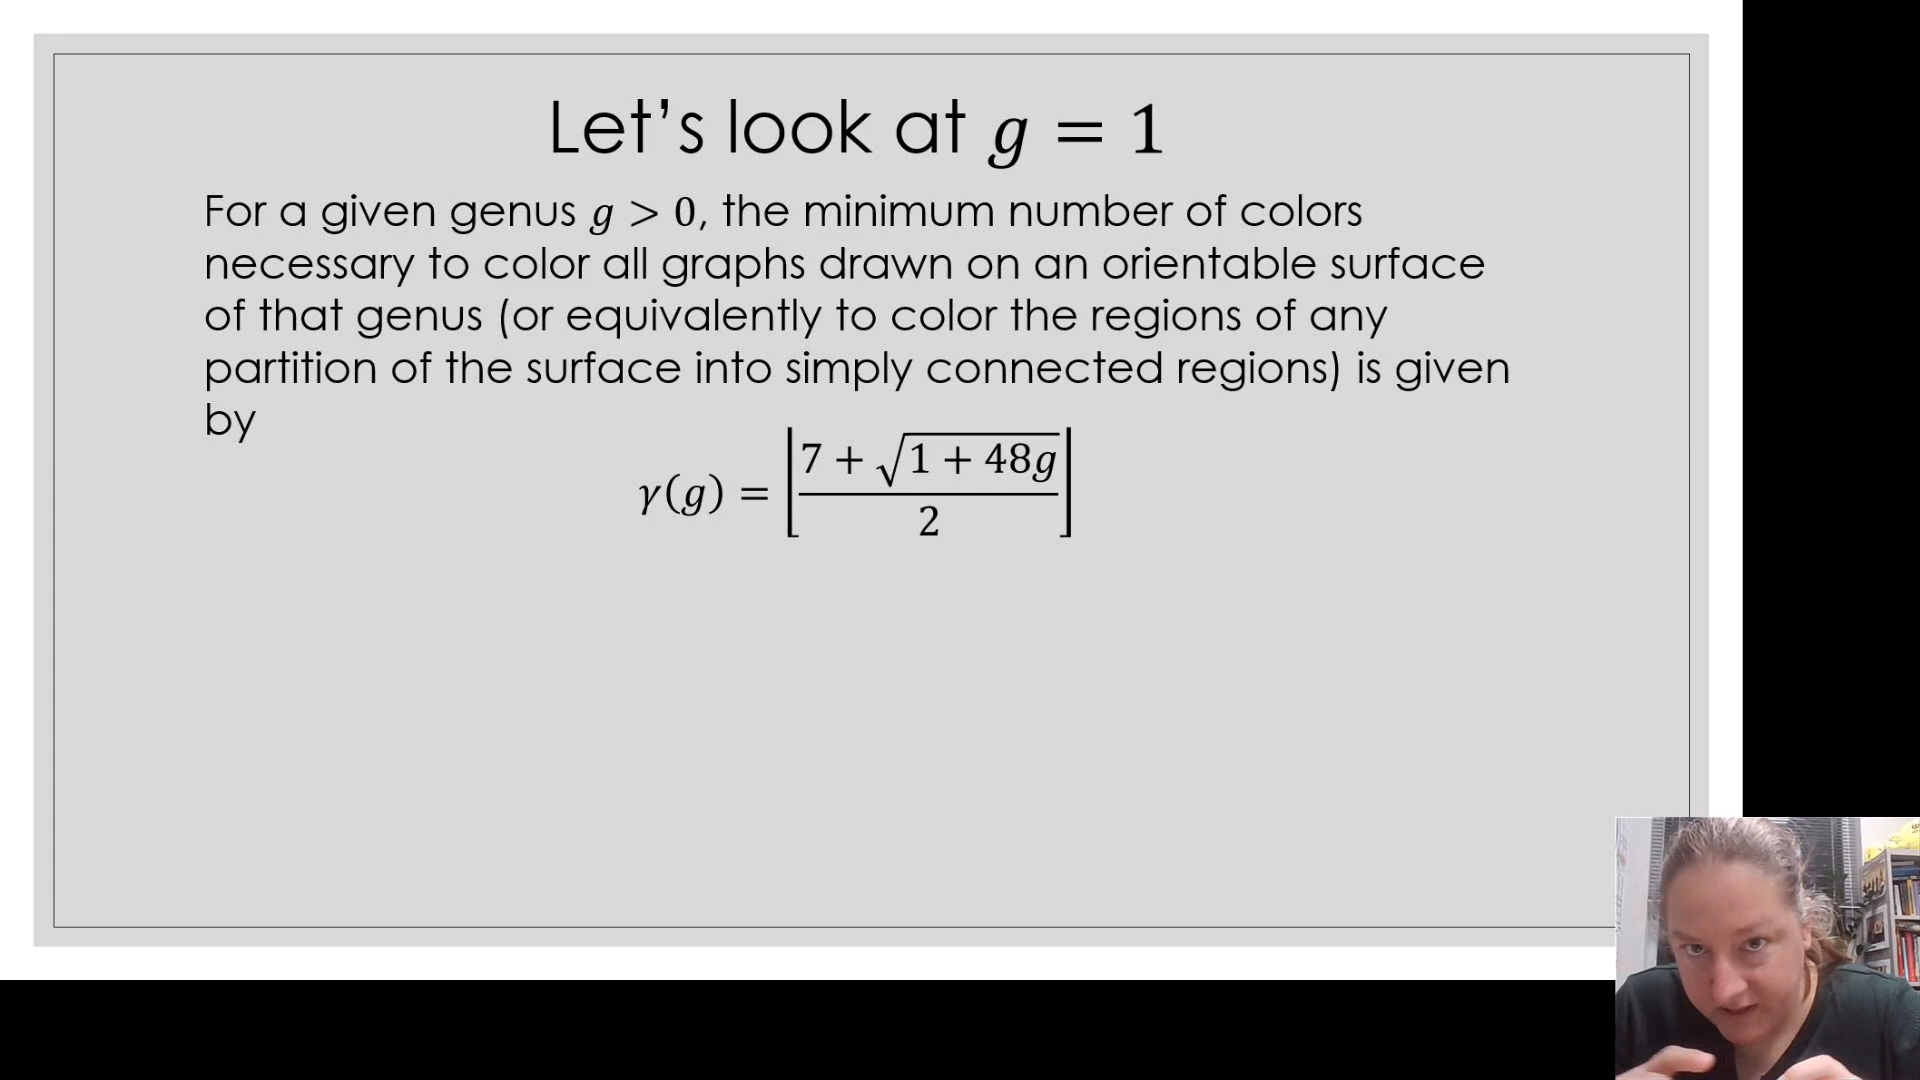 Let’s look at 𝑔 = 1
For a given genus 𝑔 > 0, the minimum number of colors
necessary to color all graphs drawn on an orientable surface
of that genus (or equivalently to color the regions of any
partition of the surface into simply connected regions) is given
by
γ(𝑔) = ⌊(7 + √(1 + 48𝑔))/2⌋